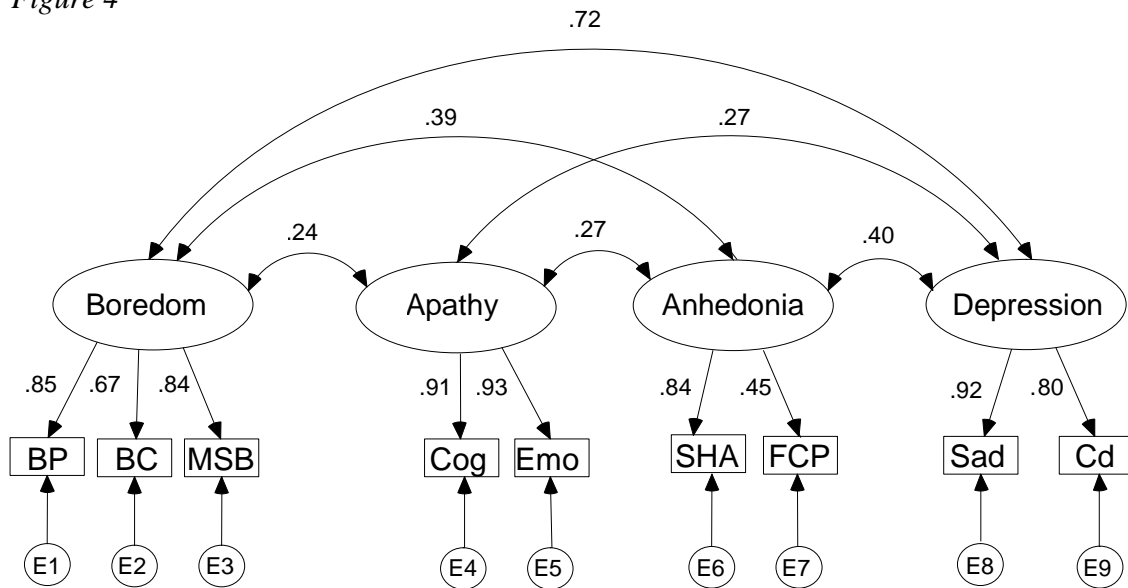 Figure 4
.72
.39 .27
.24 .27 .40
Boredom Apathy Anhedonia Depression
.85 .67 .84 .91 .93 .84 .45 .92 .80
BP BC MSB Cog Emo SHA FCP Sad Cd
E1 E2 E3 E4 E5 E6 E7 E8 E9